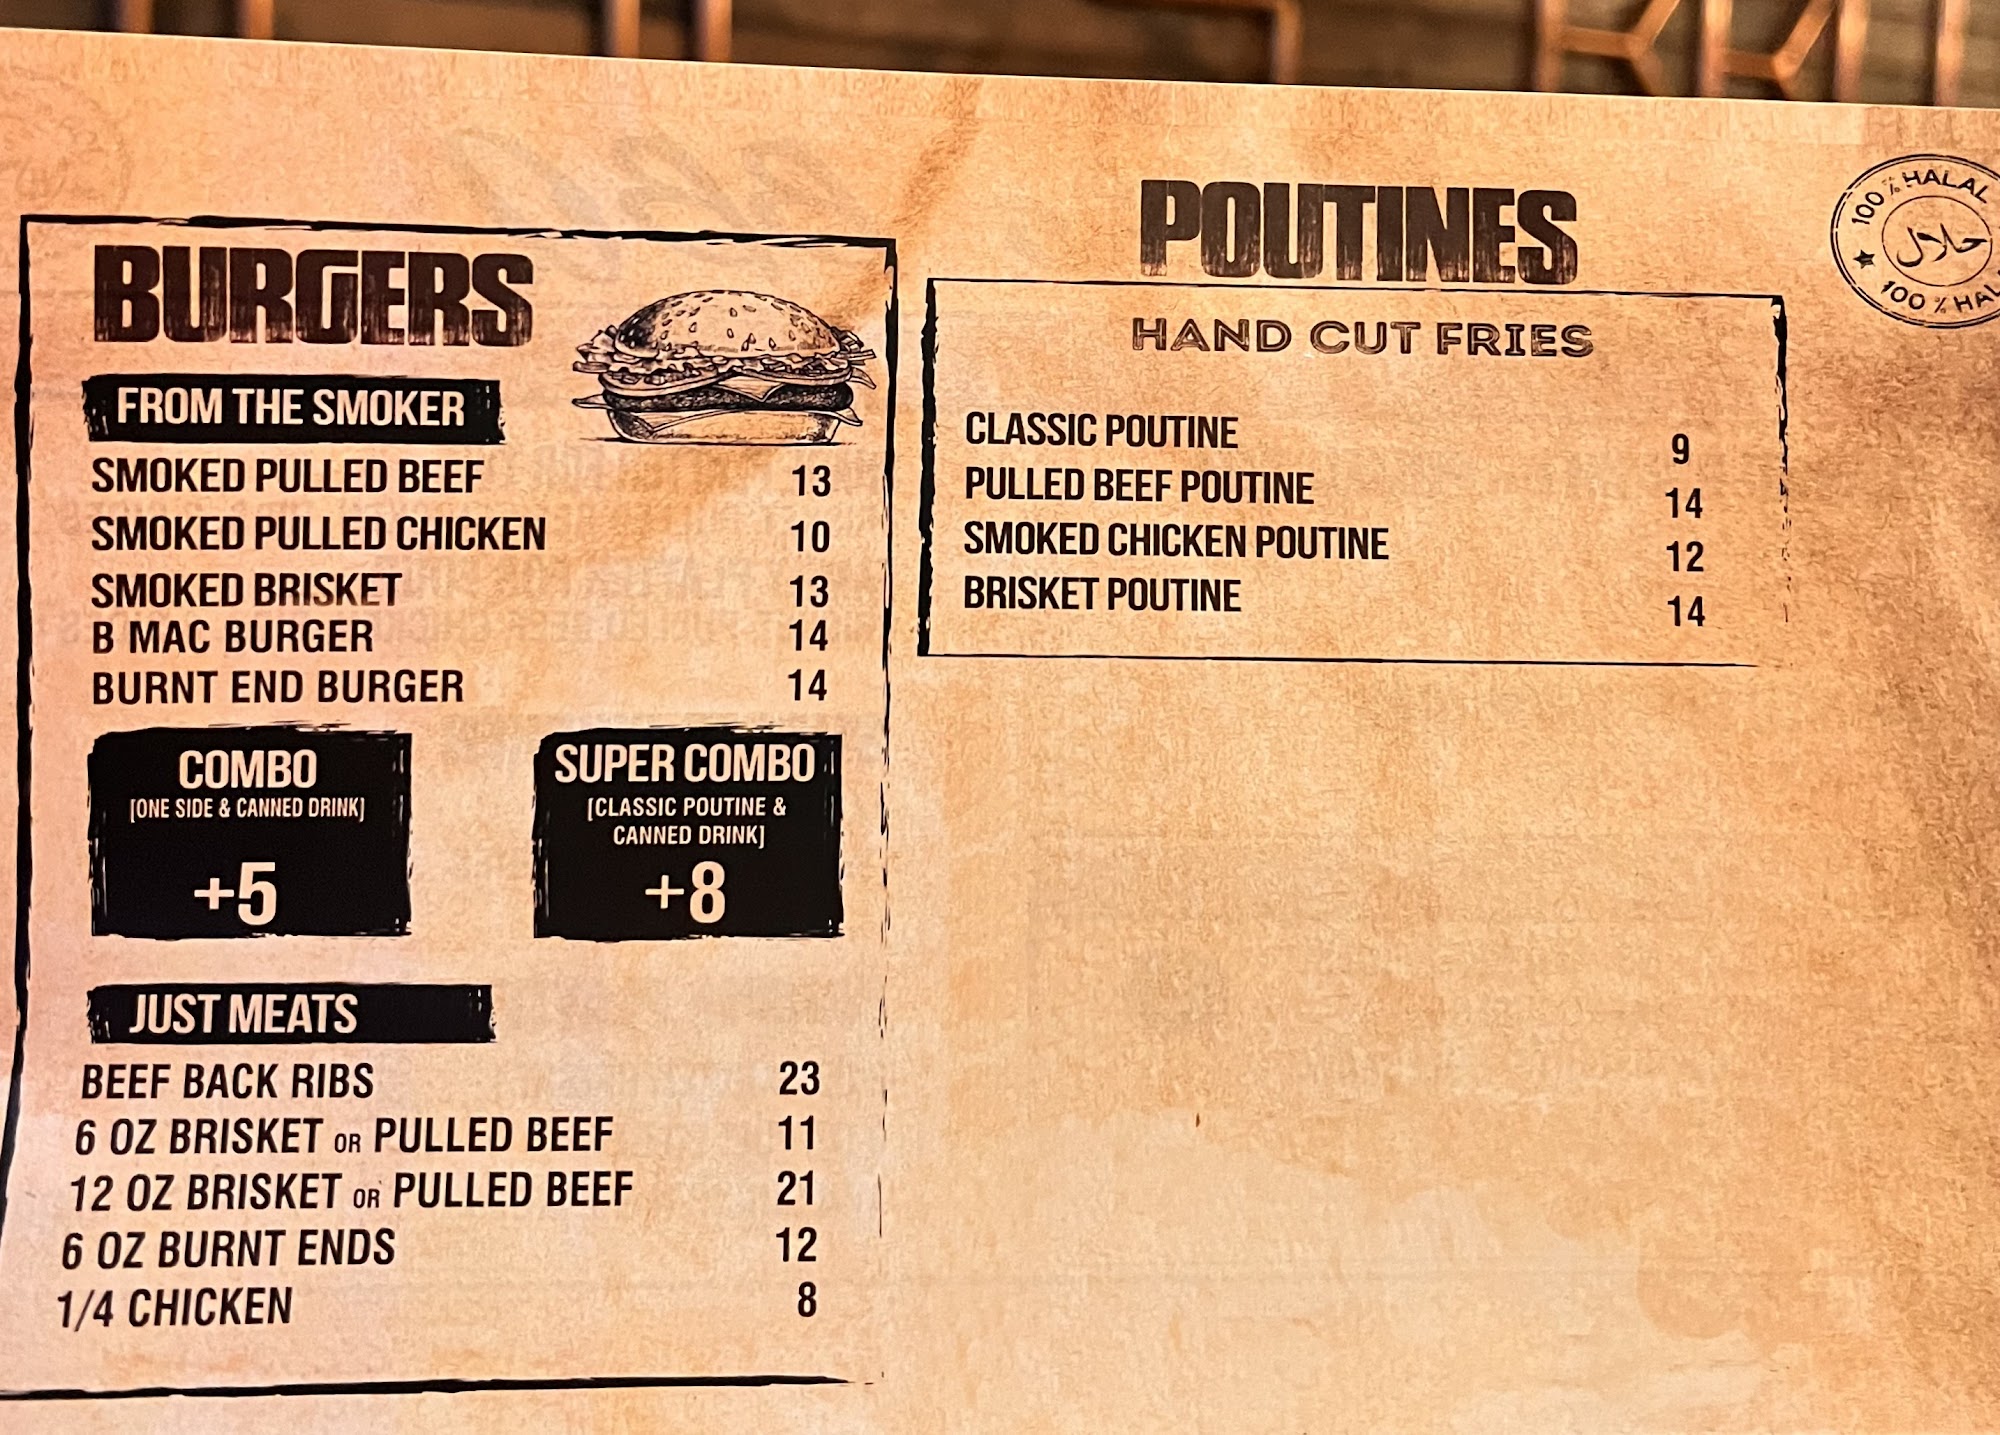 BURGERS
FROM THE SMOKER
SMOKED PULLED BEEF 13
SMOKED PULLED CHICKEN 10
SMOKED BRISKET 13
B MAC BURGER 14
BURNT END BURGER 14
COMBO
[ONE SIDE & CANNED DRINK]
+5
SUPER COMBO
[CLASSIC POUTINE &
CANNED DRINK]
+8
JUST MEATS
BEEF BACK RIBS 23
6 OZ BRISKET OR PULLED BEEF 11
12 OZ BRISKET OR PULLED BEEF 21
6 OZ BURNT ENDS 12
1/4 CHICKEN 8
POUTINES
HAND CUT FRIES
CLASSIC POUTINE 9
PULLED BEEF POUTINE 14
SMOKED CHICKEN POUTINE 12
BRISKET POUTINE 14
100% HALAL
حلال
100% HAL